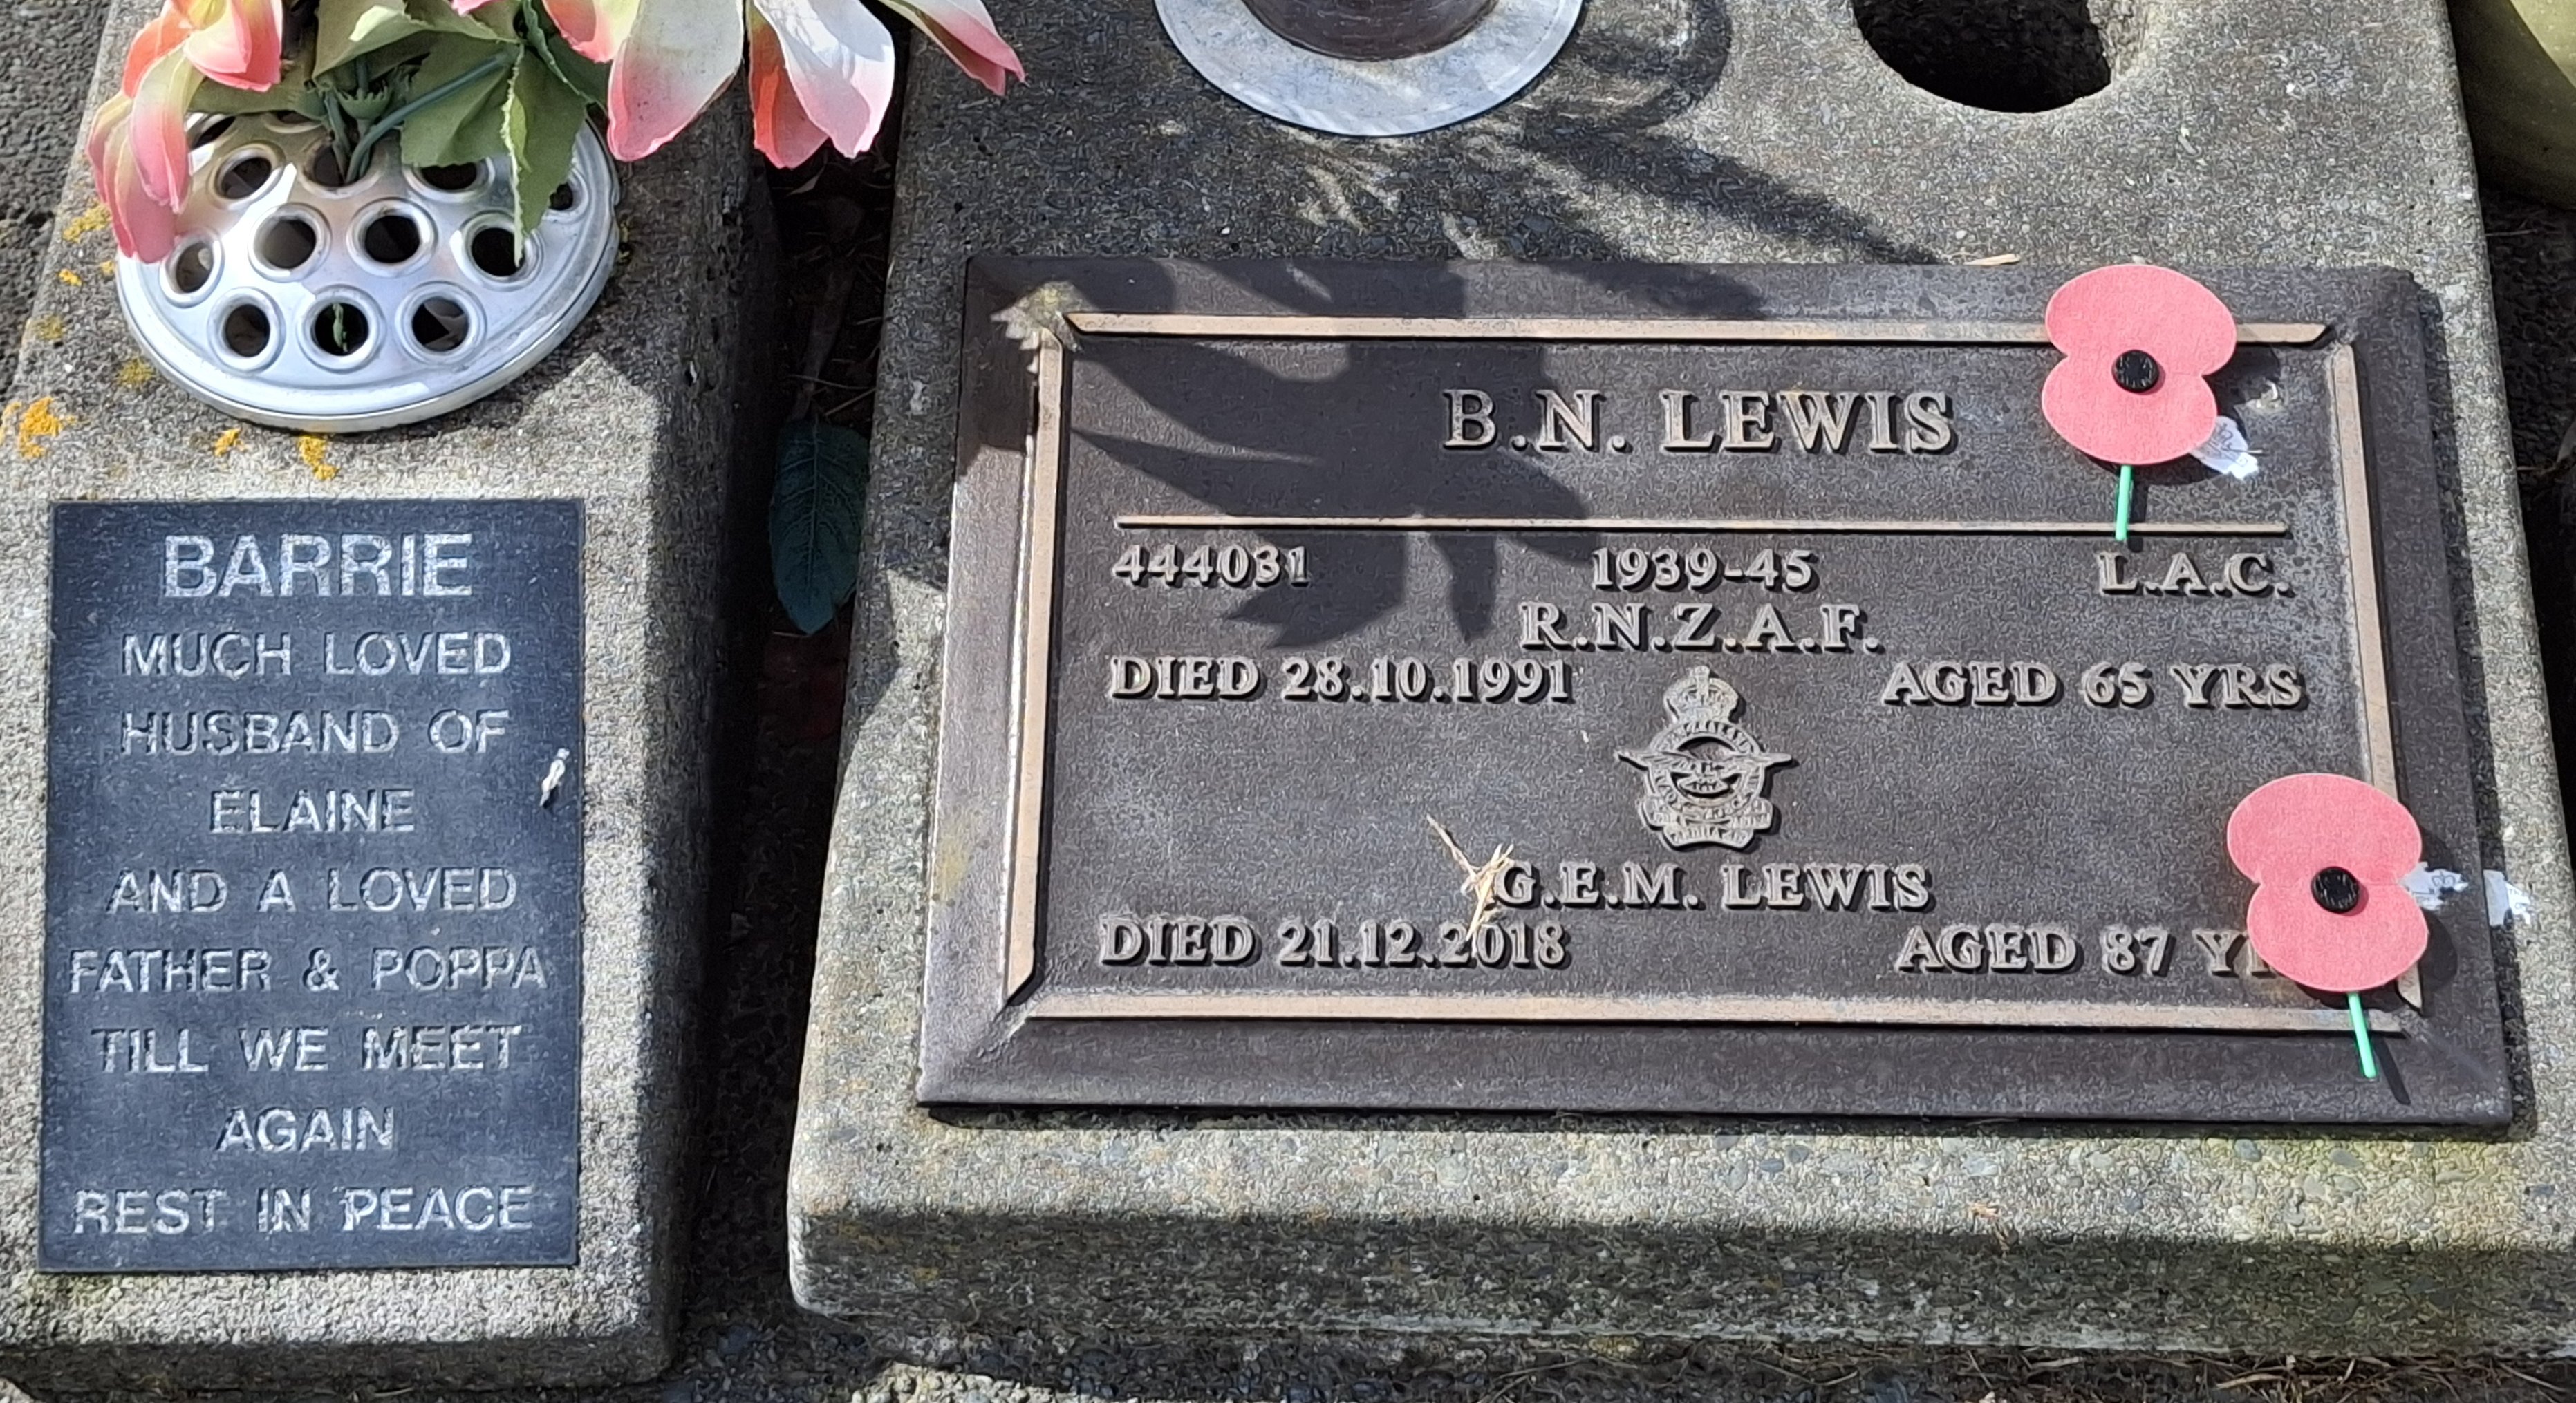 BARRIE
MUCH LOVED
HUSBAND OF
ELAINE
AND A LOVED
FATHER & POPPA
TILL WE MEET
AGAIN
REST IN PEACE
B.N. LEWIS
444031 1939-45 L.A.C.
R.N.Z.A.F.
DIED 28.10.1991 AGED 65 YRS
G.E.M. LEWIS
DIED 21.12.2018 AGED 87